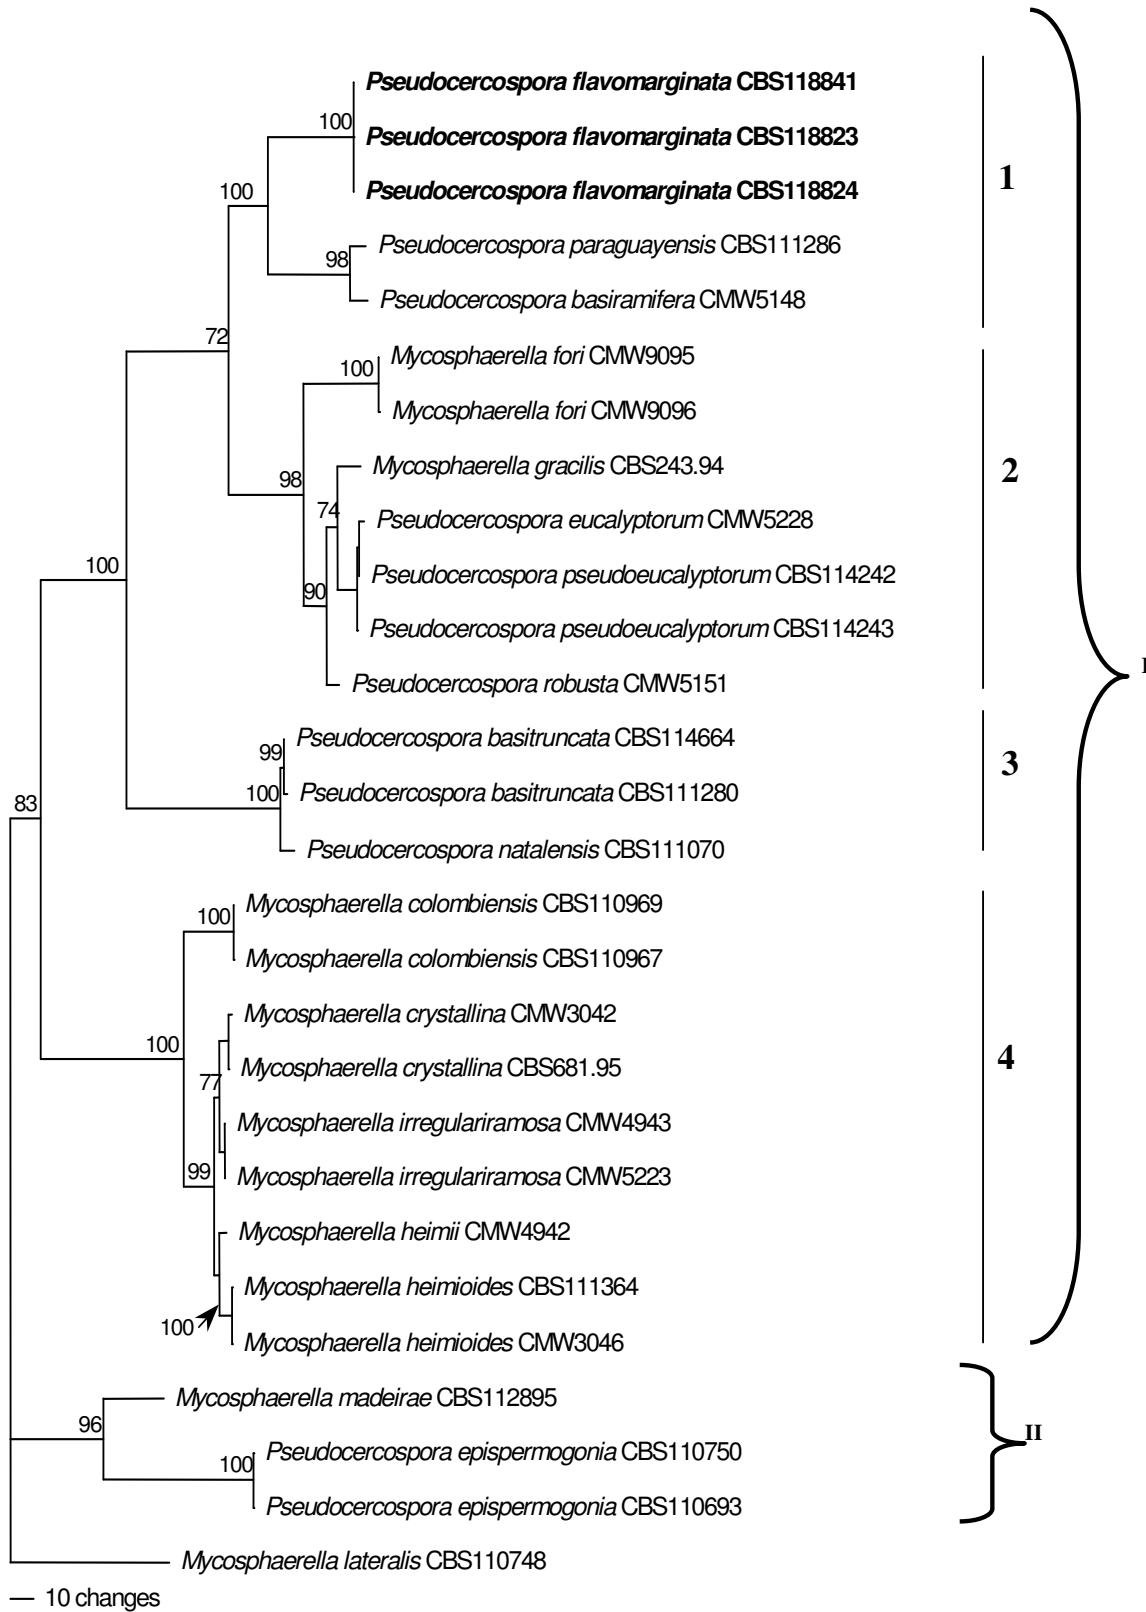 Pseudocercospora flavomarginata CBS118841
100
Pseudocercospora flavomarginata CBS118823
Pseudocercospora flavomarginata CBS118824
1
100
Pseudocercospora paraguayensis CBS111286
98
Pseudocercospora basiramifera CMW5148
72
Mycosphaerella fori CMW9095
100
Mycosphaerella fori CMW9096
Mycosphaerella gracilis CBS243.94
2
98
74
Pseudocercospora eucalyptorum CMW5228
100
Pseudocercospora pseudoeucalyptorum CBS114242
90
Pseudocercospora pseudoeucalyptorum CBS114243
I
Pseudocercospora robusta CMW5151
Pseudocercospora basitruncata CBS114664
99
3
100
Pseudocercospora basitruncata CBS111280
83
Pseudocercospora natalensis CBS111070
Mycosphaerella colombiensis CBS110969
100
Mycosphaerella colombiensis CBS110967
Mycosphaerella crystallina CMW3042
100
4
Mycosphaerella crystallina CBS681.95
77
Mycosphaerella irregulariramosa CMW4943
99
Mycosphaerella irregulariramosa CMW5223
Mycosphaerella heimii CMW4942
Mycosphaerella heimioides CBS111364
100
Mycosphaerella heimioides CMW3046
Mycosphaerella madeirae CBS112895
96
II
Pseudocercospora epispermogonia CBS110750
100
Pseudocercospora epispermogonia CBS110693
Mycosphaerella lateralis CBS110748
10 changes